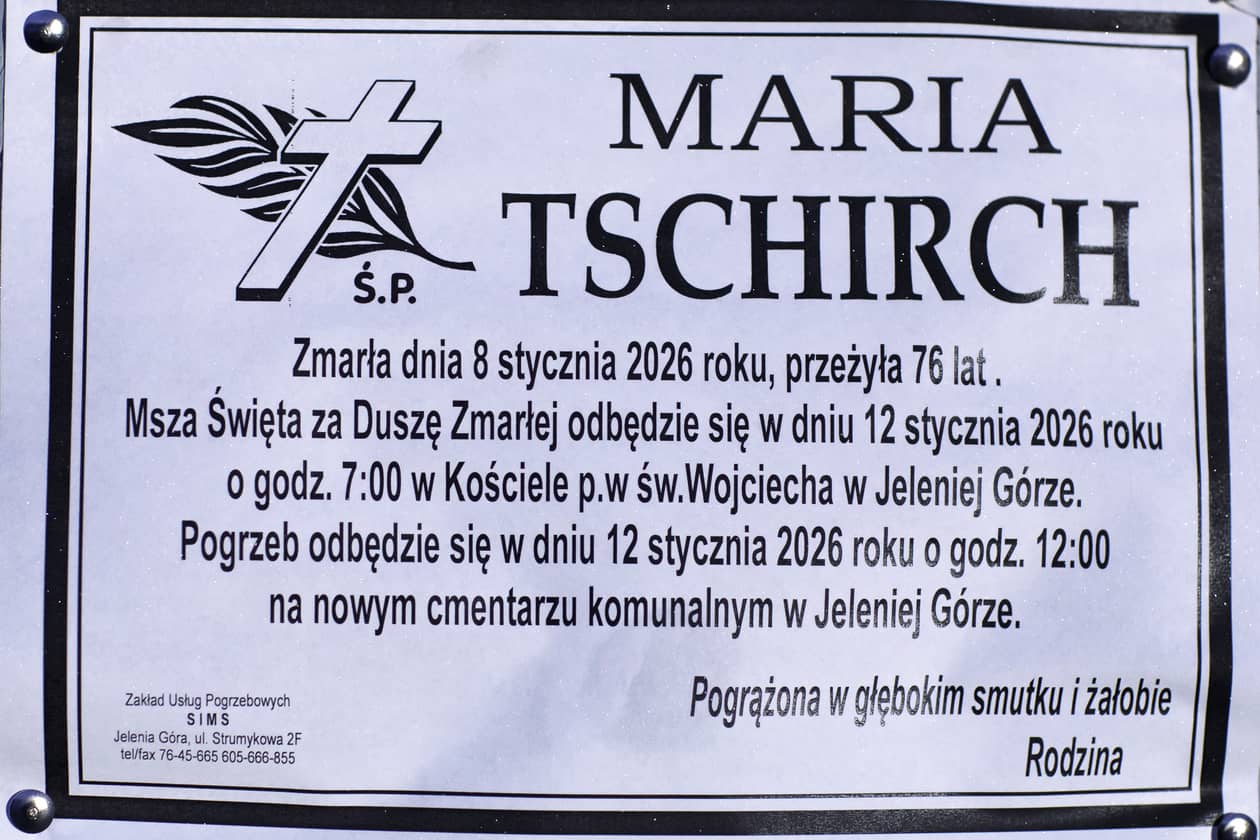 MARIA
TSCHIRCH
Ś.P.
Zmarła dnia 8 stycznia 2026 roku, przeżyła 76 lat .
Msza Święta za Duszę Zmarłej odbędzie się w dniu 12 stycznia 2026 roku
o godz. 7:00 w Kościele p.w św.Wojciecha w Jeleniej Górze.
Pogrzeb odbędzie się w dniu 12 stycznia 2026 roku o godz. 12:00
na nowym cmentarzu komunalnym w Jeleniej Górze.
Pogrążona w głębokim smutku i żałobie
Rodzina
Zakład Usług Pogrzebowych
SIMS
Jelenia Góra, ul. Strumykowa 2F
tel/fax 76-45-665 605-666-855